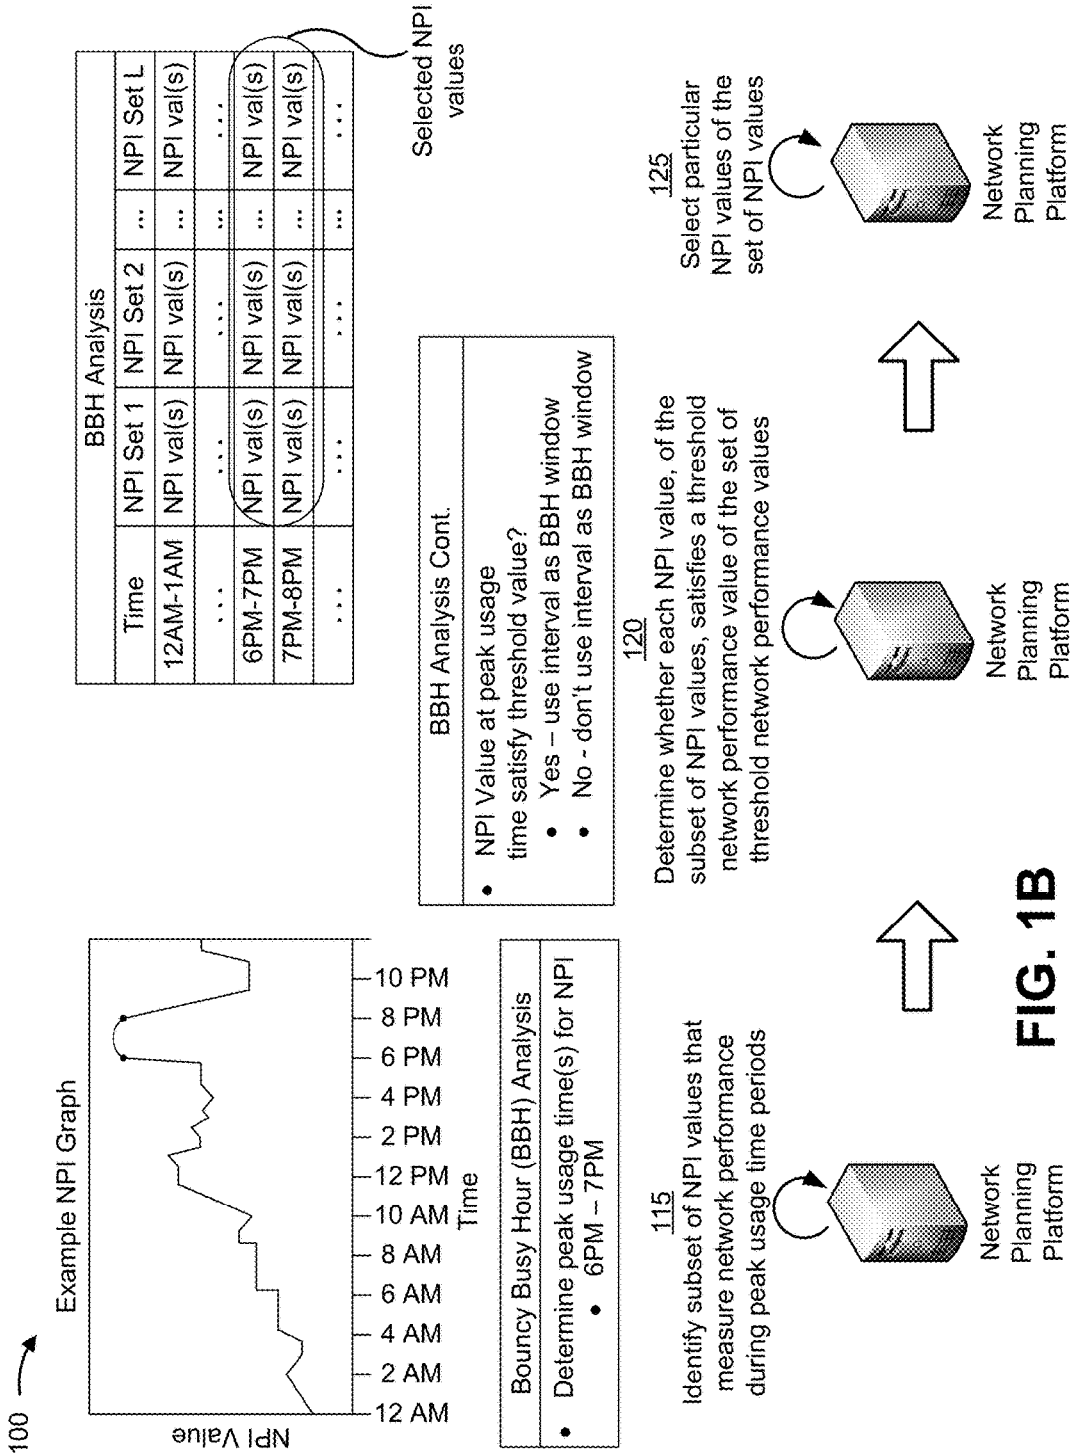 100
Example NPI Graph
NPI Value
12 AM
2 AM
4 AM
6 AM
8 AM
10 AM
12 PM
2 PM
4 PM
6 PM
8 PM
10 PM
Time
Bouncy Busy Hour (BBH) Analysis
• Determine peak usage time(s) for NPI
• 6PM – 7PM
115
Identify subset of NPI values that
measure network performance
during peak usage time periods
Network
Planning
Platform
BBH Analysis Cont.
• NPI Value at peak usage
time satisfy threshold value?
• Yes – use interval as BBH window
• No - don't use interval as BBH window
120
Determine whether each NPI value, of the
subset of NPI values, satisfies a threshold
network performance value of the set of
threshold network performance values
Network
Planning
Platform
BBH Analysis
Time NPI Set 1 NPI Set 2 ... NPI Set L
12AM-1AM NPI val(s) NPI val(s) ... NPI val(s)
... ... ... ... ...
6PM-7PM NPI val(s) NPI val(s) ... NPI val(s)
7PM-8PM NPI val(s) NPI val(s) ... NPI val(s)
... ... ... ... ...
Selected NPI
values
125
Select particular
NPI values of the
set of NPI values
Network
Planning
Platform
FIG. 1B